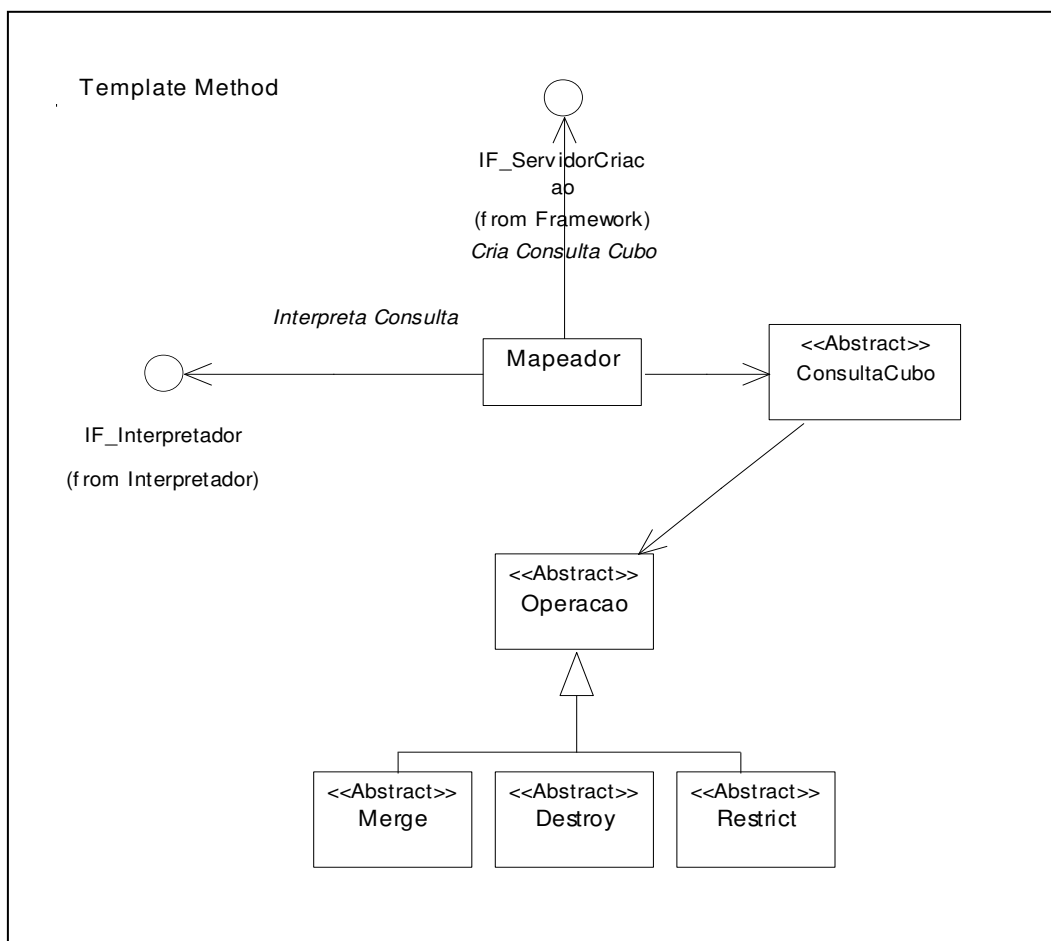 Template Method
IF_ServidorCriac
ao
(from Framework)
Cria Consulta Cubo
Interpreta Consulta
Mapeador
<<Abstract>>
ConsultaCubo
IF_Interpretador
(from Interpretador)
<<Abstract>>
Operacao
<<Abstract>>
Merge
<<Abstract>>
Destroy
<<Abstract>>
Restrict